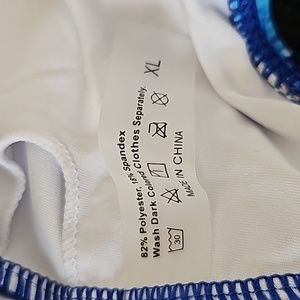 XL
82% Polyester, 18% Spandex
Wash Dark Colored Clothes Separately.
30
MADE IN CHINA